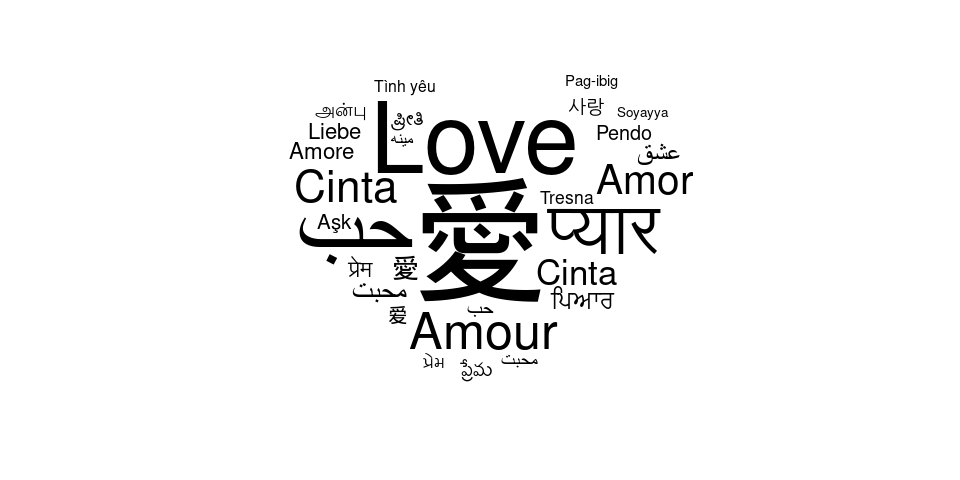 Tình yêu
Pag-ibig
அன்பு
Love
ಪ್ರೀತಿ
사랑
Soyayya
Liebe
مينه
Pendo
Amore
عشق
Cinta
Amor
Tresna
حب
Aşk
愛
प्यार
प्रेम
愛
Cinta
محبت
ਪਿਆਰ
爱
حب
Amour
પ્રેમ
ప్రేమ
محبت